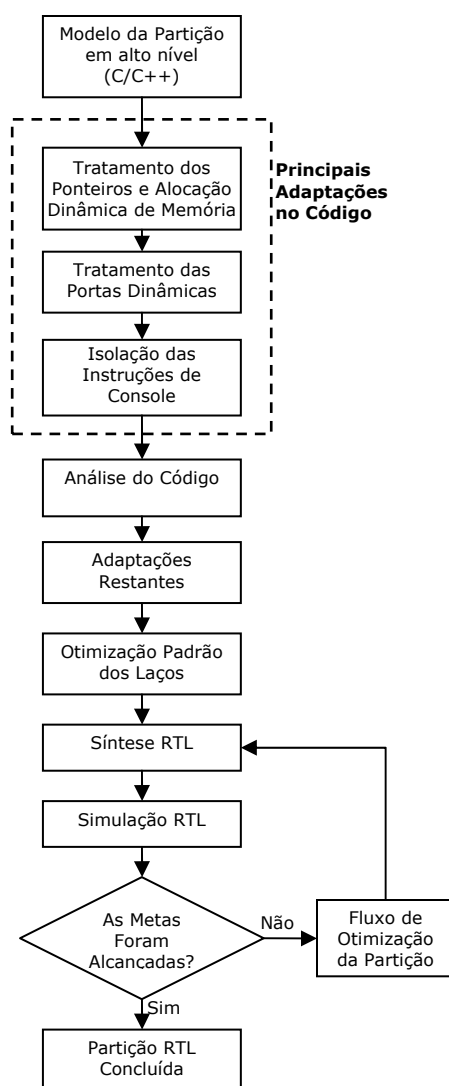 Modelo da Partição
em alto nível
(C/C++)
Tratamento dos
Ponteiros e Alocação
Dinâmica de Memória
Principais
Adaptações
no Código
Tratamento das
Portas Dinâmicas
Isolação das
Instruções de
Console
Análise do Código
Adaptações
Restantes
Otimização Padrão
dos Laços
Síntese RTL
Simulação RTL
As Metas
Foram
Alcançadas?
Não
Fluxo de
Otimização
da Partição
Sim
Partição RTL
Concluída